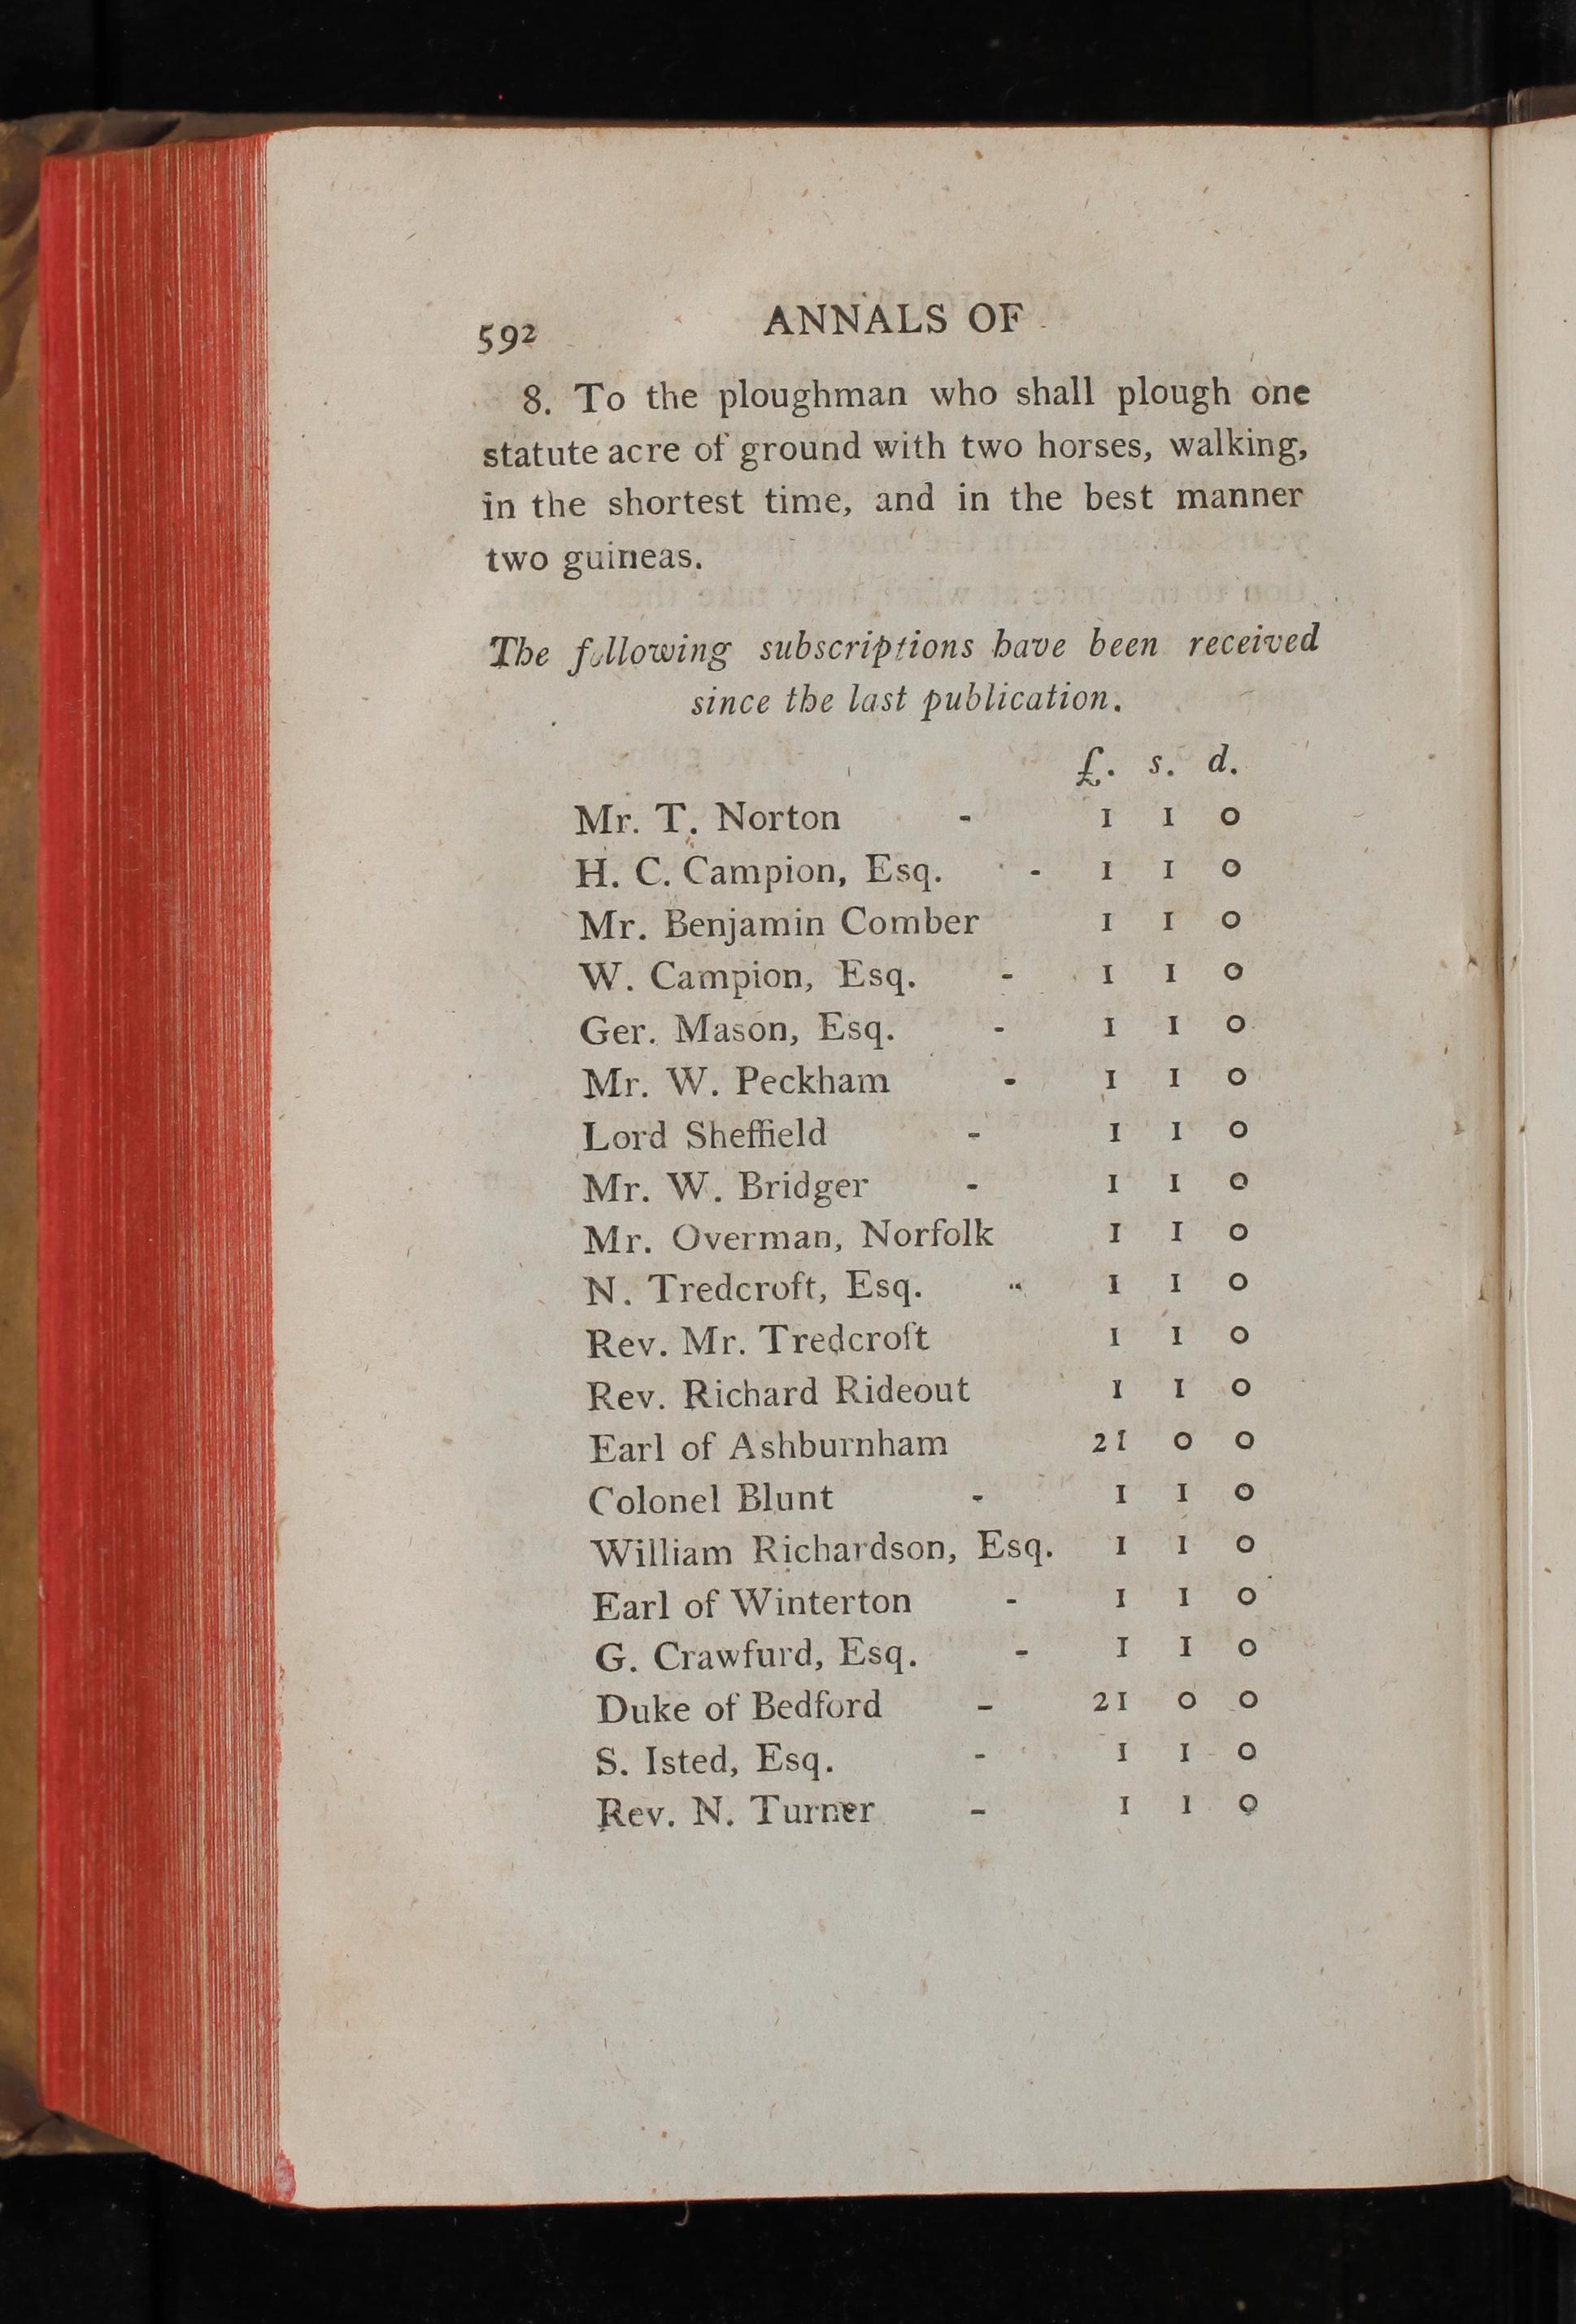 592
ANNALS OF
8. To the ploughman who shall plough one
statute acre of ground with two horses, walking,
in the shortest time, and in the best manner
two guineas.
The following subscriptions have been received
since the last publication.
£. s. d.
Mr. T. Norton - 1 1 0
H. C. Campion, Esq. - 1 1 0
Mr. Benjamin Comber 1 1 0
W. Campion, Esq. - 1 1 0
Ger. Mason, Esq. - 1 1 0
Mr. W. Peckham - 1 1 0
Lord Sheffield - 1 1 0
Mr. W. Bridger - 1 1 0
Mr. Overman, Norfolk 1 1 0
N. Tredcroft, Esq. - 1 1 0
Rev. Mr. Tredcroft 1 1 0
Rev. Richard Rideout 1 1 0
Earl of Ashburnham 21 0 0
Colonel Blunt - 1 1 0
William Richardson, Esq. 1 1 0
Earl of Winterton - 1 1 0
G. Crawfurd, Esq. - 1 1 0
Duke of Bedford - 21 0 0
S. Isted, Esq. - 1 1 0
Rev. N. Turner - 1 1 0